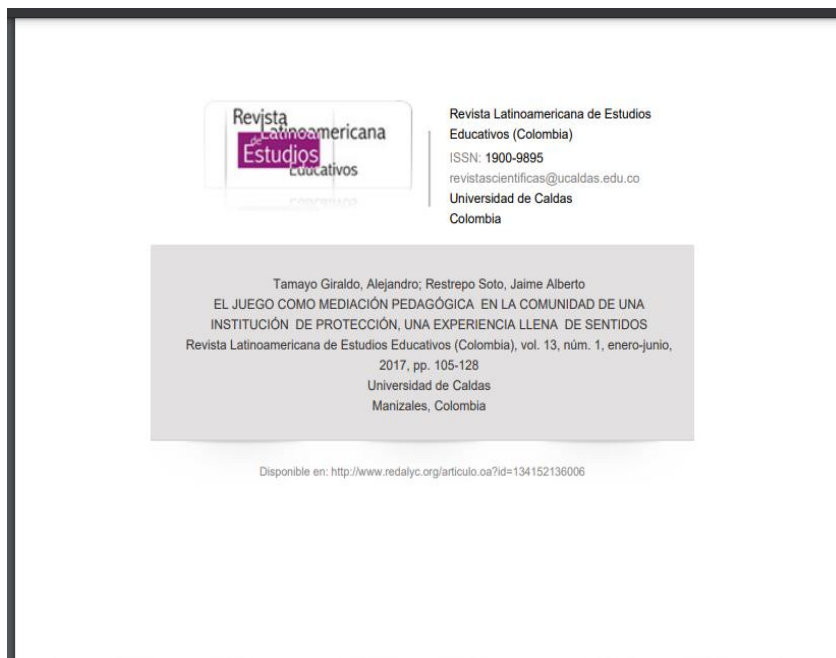 Revista
Latinoamericana
de
Estudios
Educativos
Revista Latinoamericana de Estudios
Educativos (Colombia)
ISSN: 1900-9895
revistascientificas@ucaldas.edu.co
Universidad de Caldas
Colombia
Tamayo Giraldo, Alejandro; Restrepo Soto, Jaime Alberto
EL JUEGO COMO MEDIACIÓN PEDAGÓGICA EN LA COMUNIDAD DE UNA
INSTITUCIÓN DE PROTECCIÓN, UNA EXPERIENCIA LLENA DE SENTIDOS
Revista Latinoamericana de Estudios Educativos (Colombia), vol. 13, núm. 1, enero-junio,
2017, pp. 105-128
Universidad de Caldas
Manizales, Colombia
Disponible en: http://www.redalyc.org/articulo.oa?id=134152136006